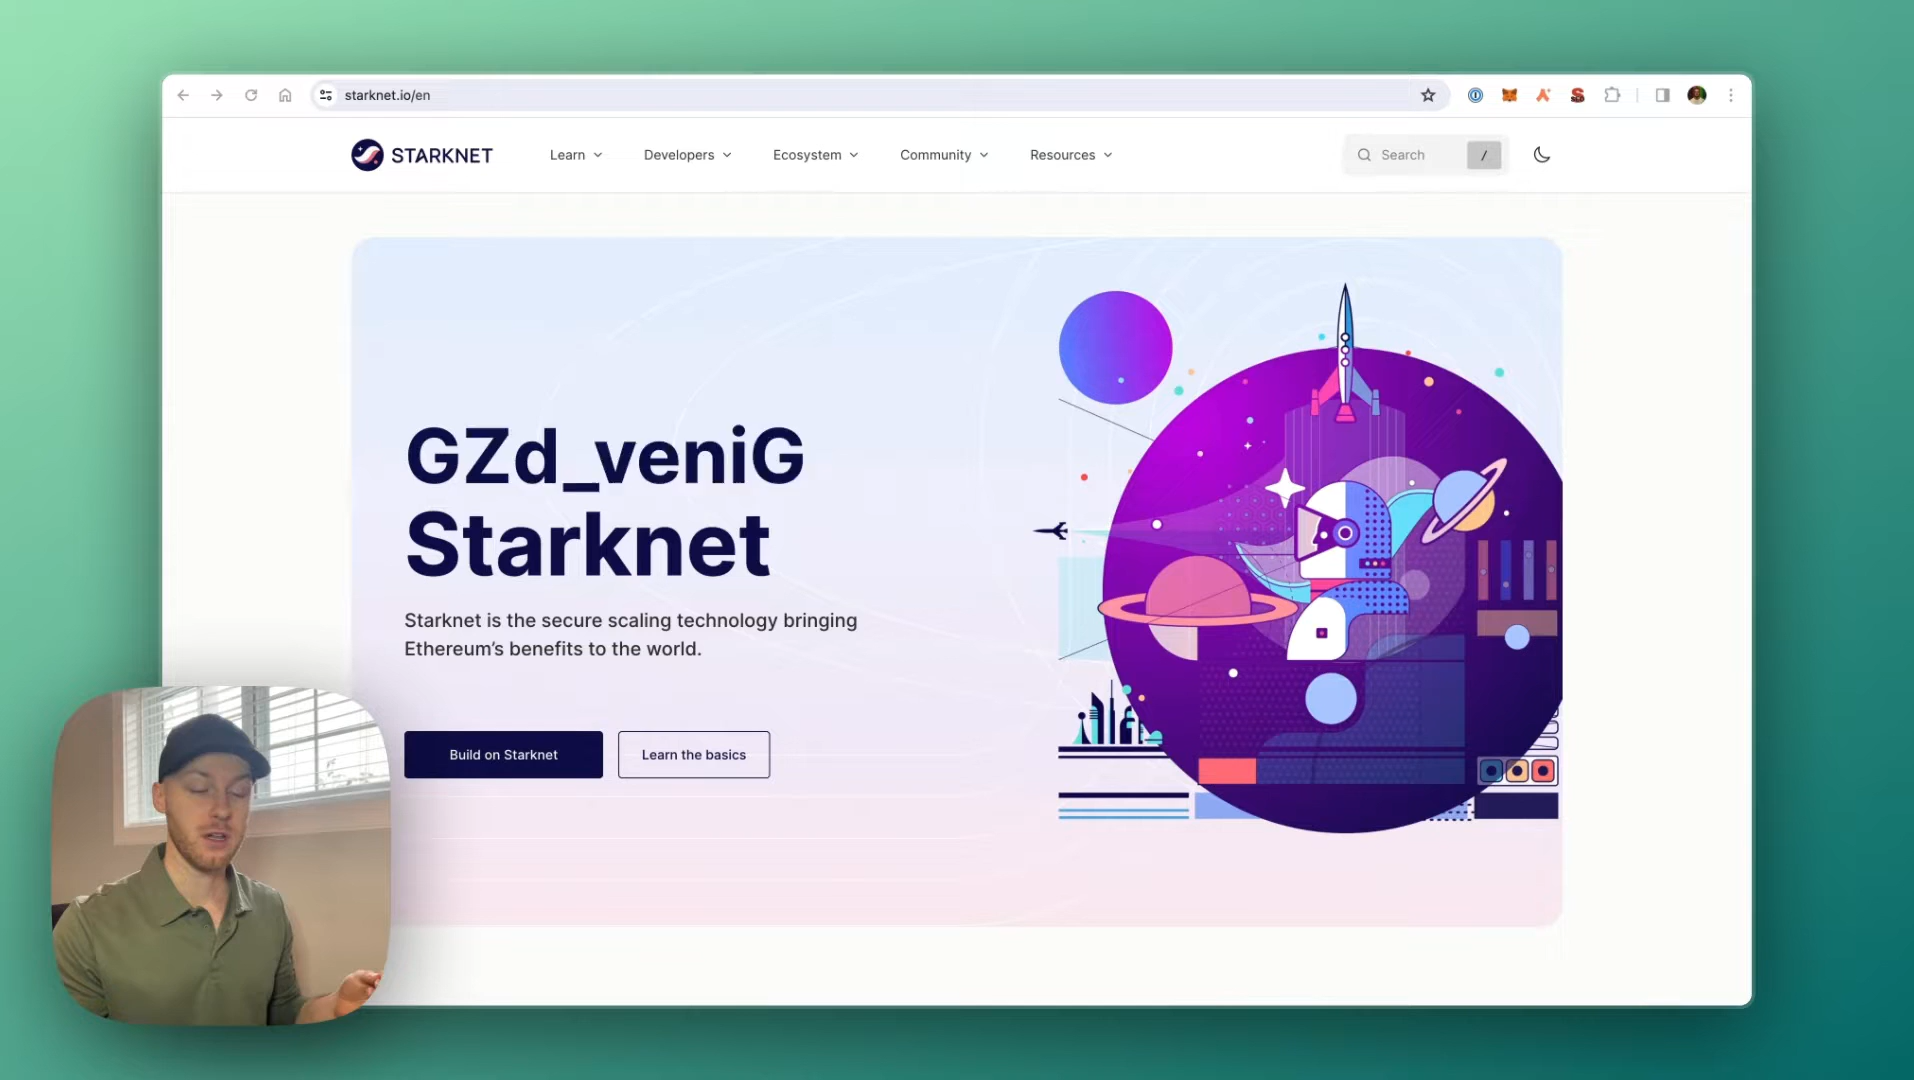 starknet.io/en
STARKNET
Learn
Developers
Ecosystem
Community
Resources
Search
/
GZd_veniG
Starknet
Starknet is the secure scaling technology bringing
Ethereum’s benefits to the world.
Build on Starknet
Learn the basics